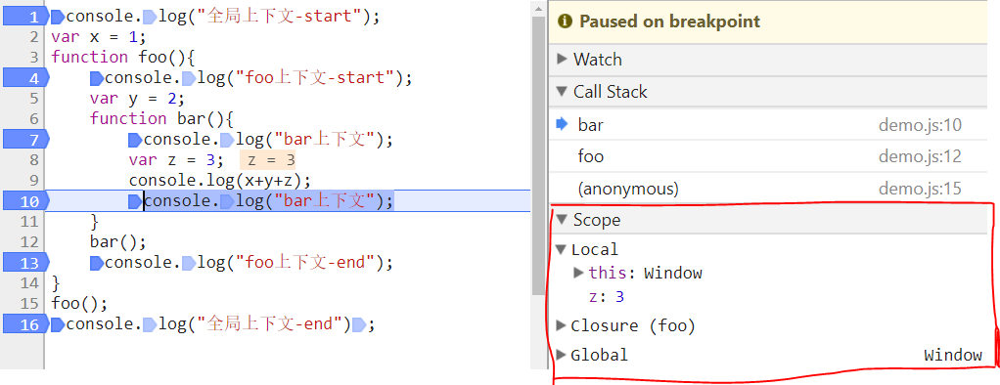 1 console.log("全局上下文-start");
2 var x = 1;
3 function foo(){
4 console.log("foo上下文-start");
5 var y = 2;
6 function bar(){
7 console.log("bar上下文");
8 var z = 3; z = 3
9 console.log(x+y+z);
10 console.log("bar上下文");
11 }
12 bar();
13 console.log("foo上下文-end");
14 }
15 foo();
16 console.log("全局上下文-end");
Paused on breakpoint
Watch
Call Stack
bar demo.js:10
foo demo.js:12
(anonymous) demo.js:15
Scope
Local
this: Window
z: 3
Closure (foo)
Global Window